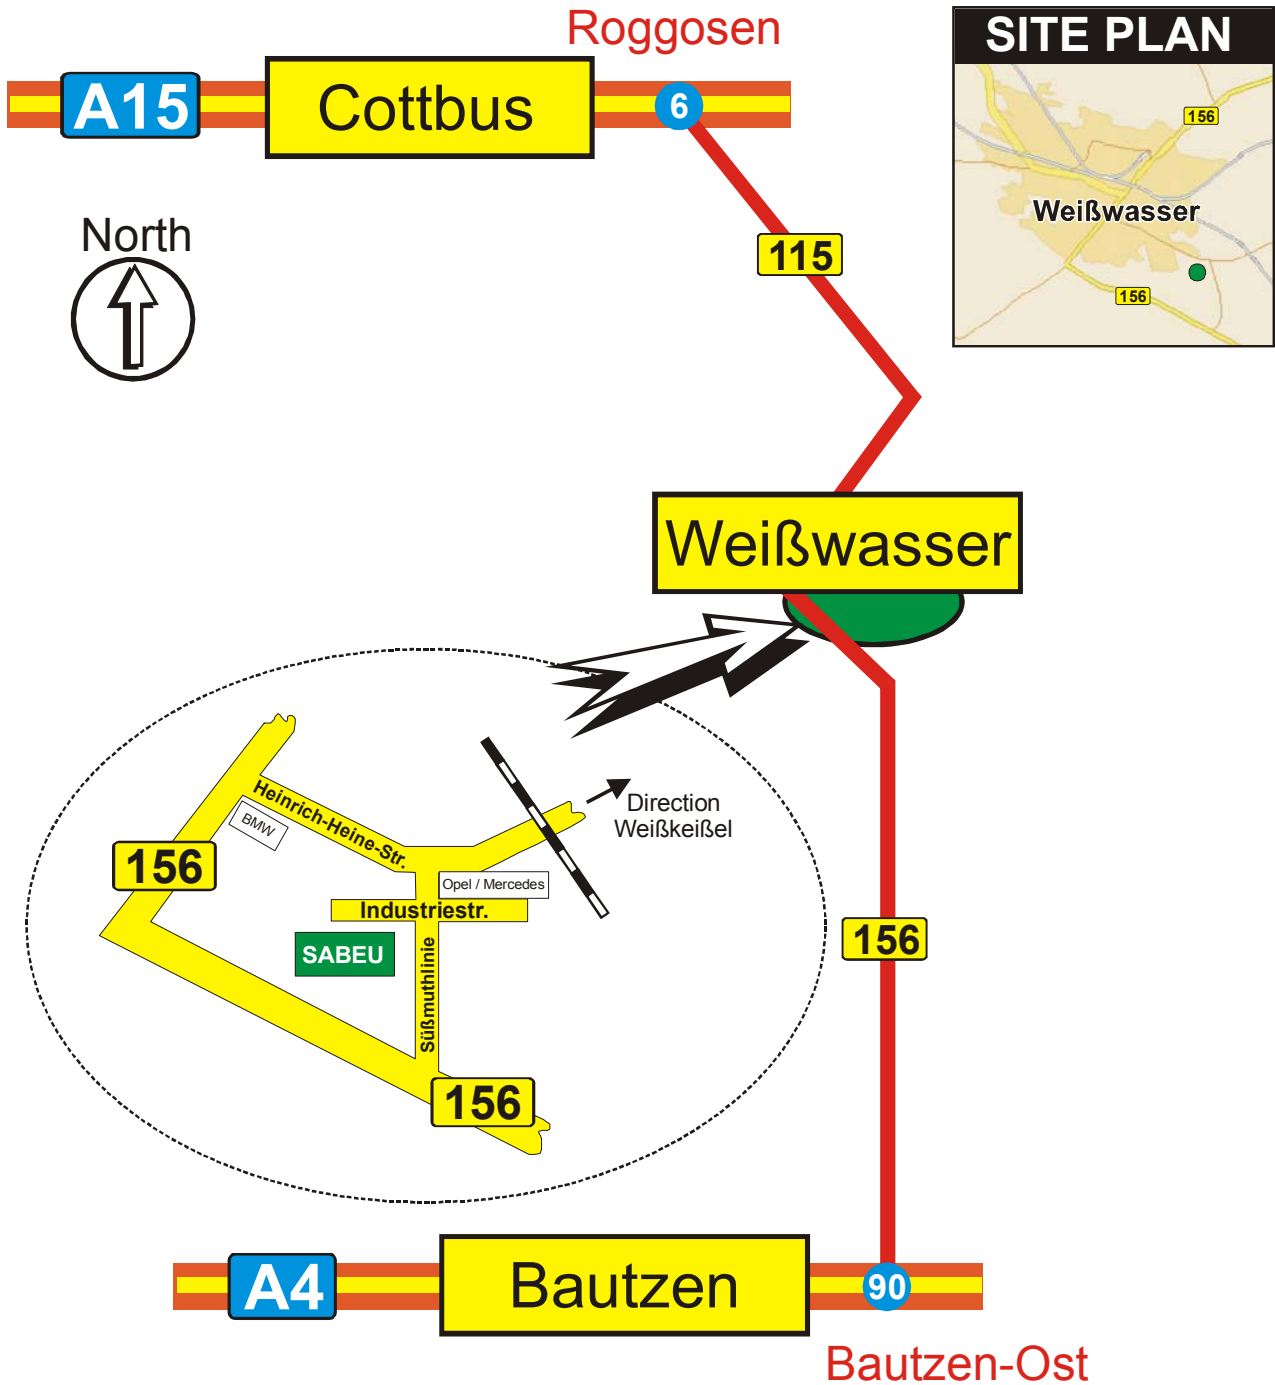 Roggosen
SITE PLAN
A15
Cottbus
6
156
Weißwasser
156
North
115
Weißwasser
Heinrich-Heine-Str.
BMW
Direction
Weißkeißel
156
Opel / Mercedes
Industriestr.
SABEU
Süßmuthlinie
156
156
A4
Bautzen
90
Bautzen-Ost